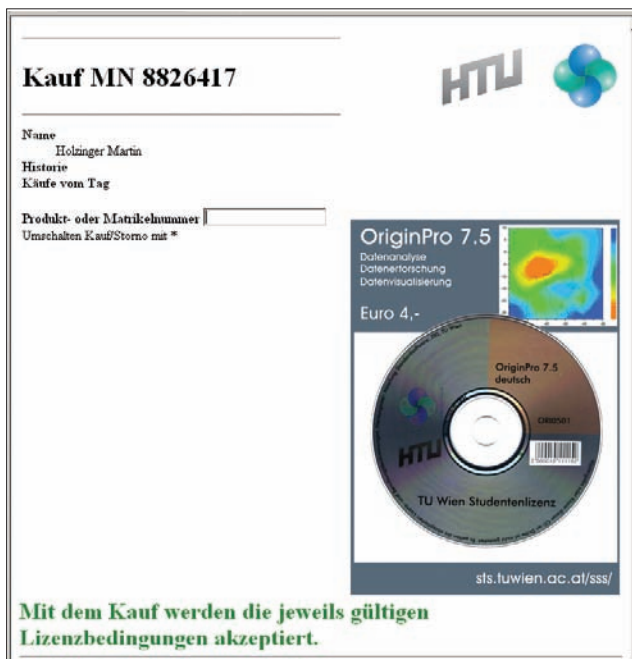 Kauf MN 8826417
HTU
Name
Holzinger Martin
Historie
Käufe vom Tag
Produkt- oder Matrikelnummer
Umschalten Kauf/Storno mit *
OriginPro 7.5
Datenanalyse
Datenerforschung
Datenvisualisierung
Euro 4,-
OriginPro 7.5
deutsch
ORI0501
HTU
TU Wien Studentenlizenz
sts.tuwien.ac.at/sss/
Mit dem Kauf werden die jeweils gültigen
Lizenzbedingungen akzeptiert.